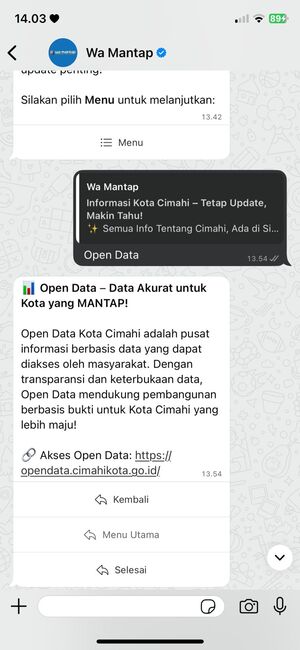 14.03
89
Wa Mantap
update penting.
Silakan pilih Menu untuk melanjutkan:
13.42
Menu
Wa Mantap
Informasi Kota Cimahi – Tetap Update,
Makin Tahu!
✨ Semua Info Tentang Cimahi, Ada di Si...
Open Data
13.54
📊 Open Data – Data Akurat untuk
Kota yang MANTAP!
Open Data Kota Cimahi adalah pusat
informasi berbasis data yang dapat
diakses oleh masyarakat. Dengan
transparansi dan keterbukaan data,
Open Data mendukung pembangunan
berbasis bukti untuk Kota Cimahi yang
lebih maju!
🔗 Akses Open Data: https://
opendata.cimahikota.go.id/
13.54
Kembali
Menu Utama
Selesai